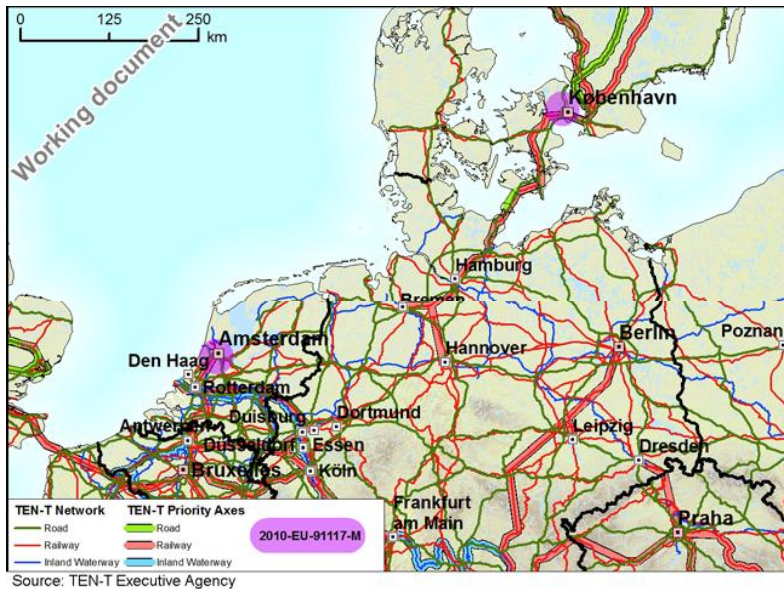 0 125 250
km
Working document
København
Hamburg
Bremen
Amsterdam
Berlin
Poznan
Den Haag
Hannover
Rotterdam
Antwerpen
Duisburg
Dortmund
Leipzig
Düsseldorf
Essen
Dresden
Bruxelles
Köln
Frankfurt
am Main
Praha
TEN-T Network
Road
Railway
Inland Waterway
TEN-T Priority Axes
Road
Railway
Inland Waterway
2010-EU-91117-M
Source: TEN-T Executive Agency